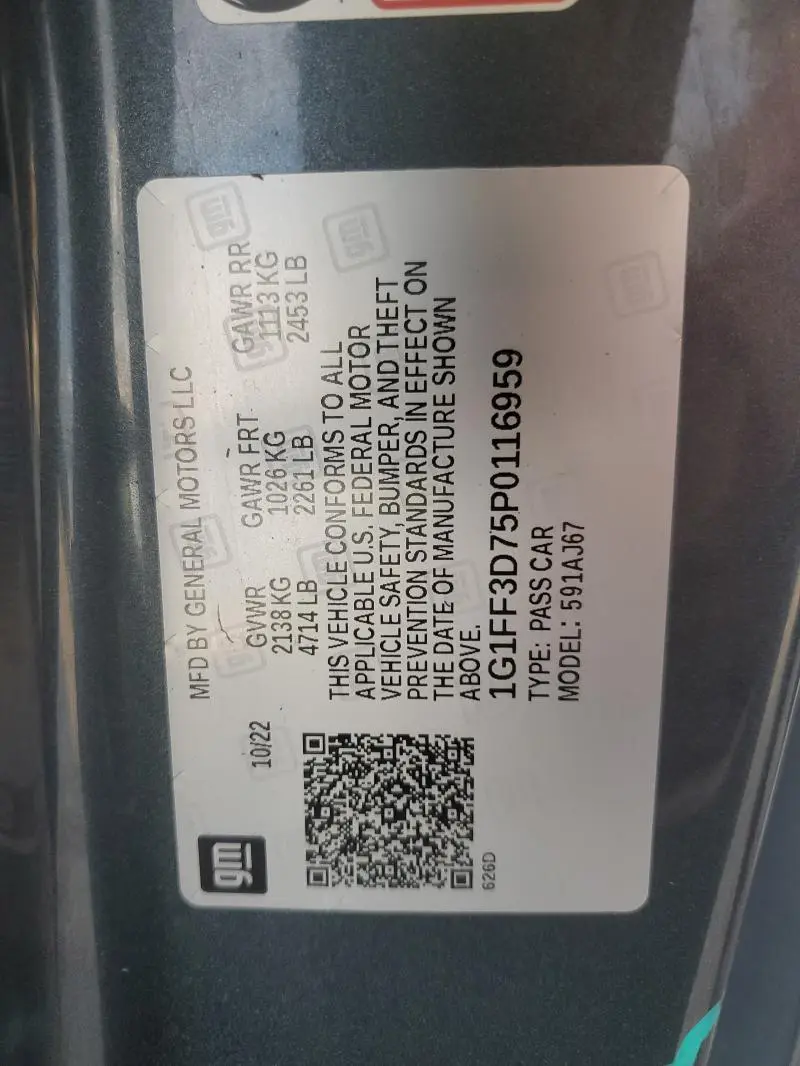 gm
MFD BY GENERAL MOTORS LLC
10/22
GVWR GAWR FRT GAWR RR
2138 KG 1026 KG 1113 KG
4714 LB 2261 LB 2453 LB
THIS VEHICLE CONFORMS TO ALL
APPLICABLE U.S. FEDERAL MOTOR
VEHICLE SAFETY, BUMPER, AND THEFT
PREVENTION STANDARDS IN EFFECT ON
THE DATE OF MANUFACTURE SHOWN
ABOVE.
1G1FF3D75P0116959
TYPE: PASS CAR
MODEL: 591AJ67
626D